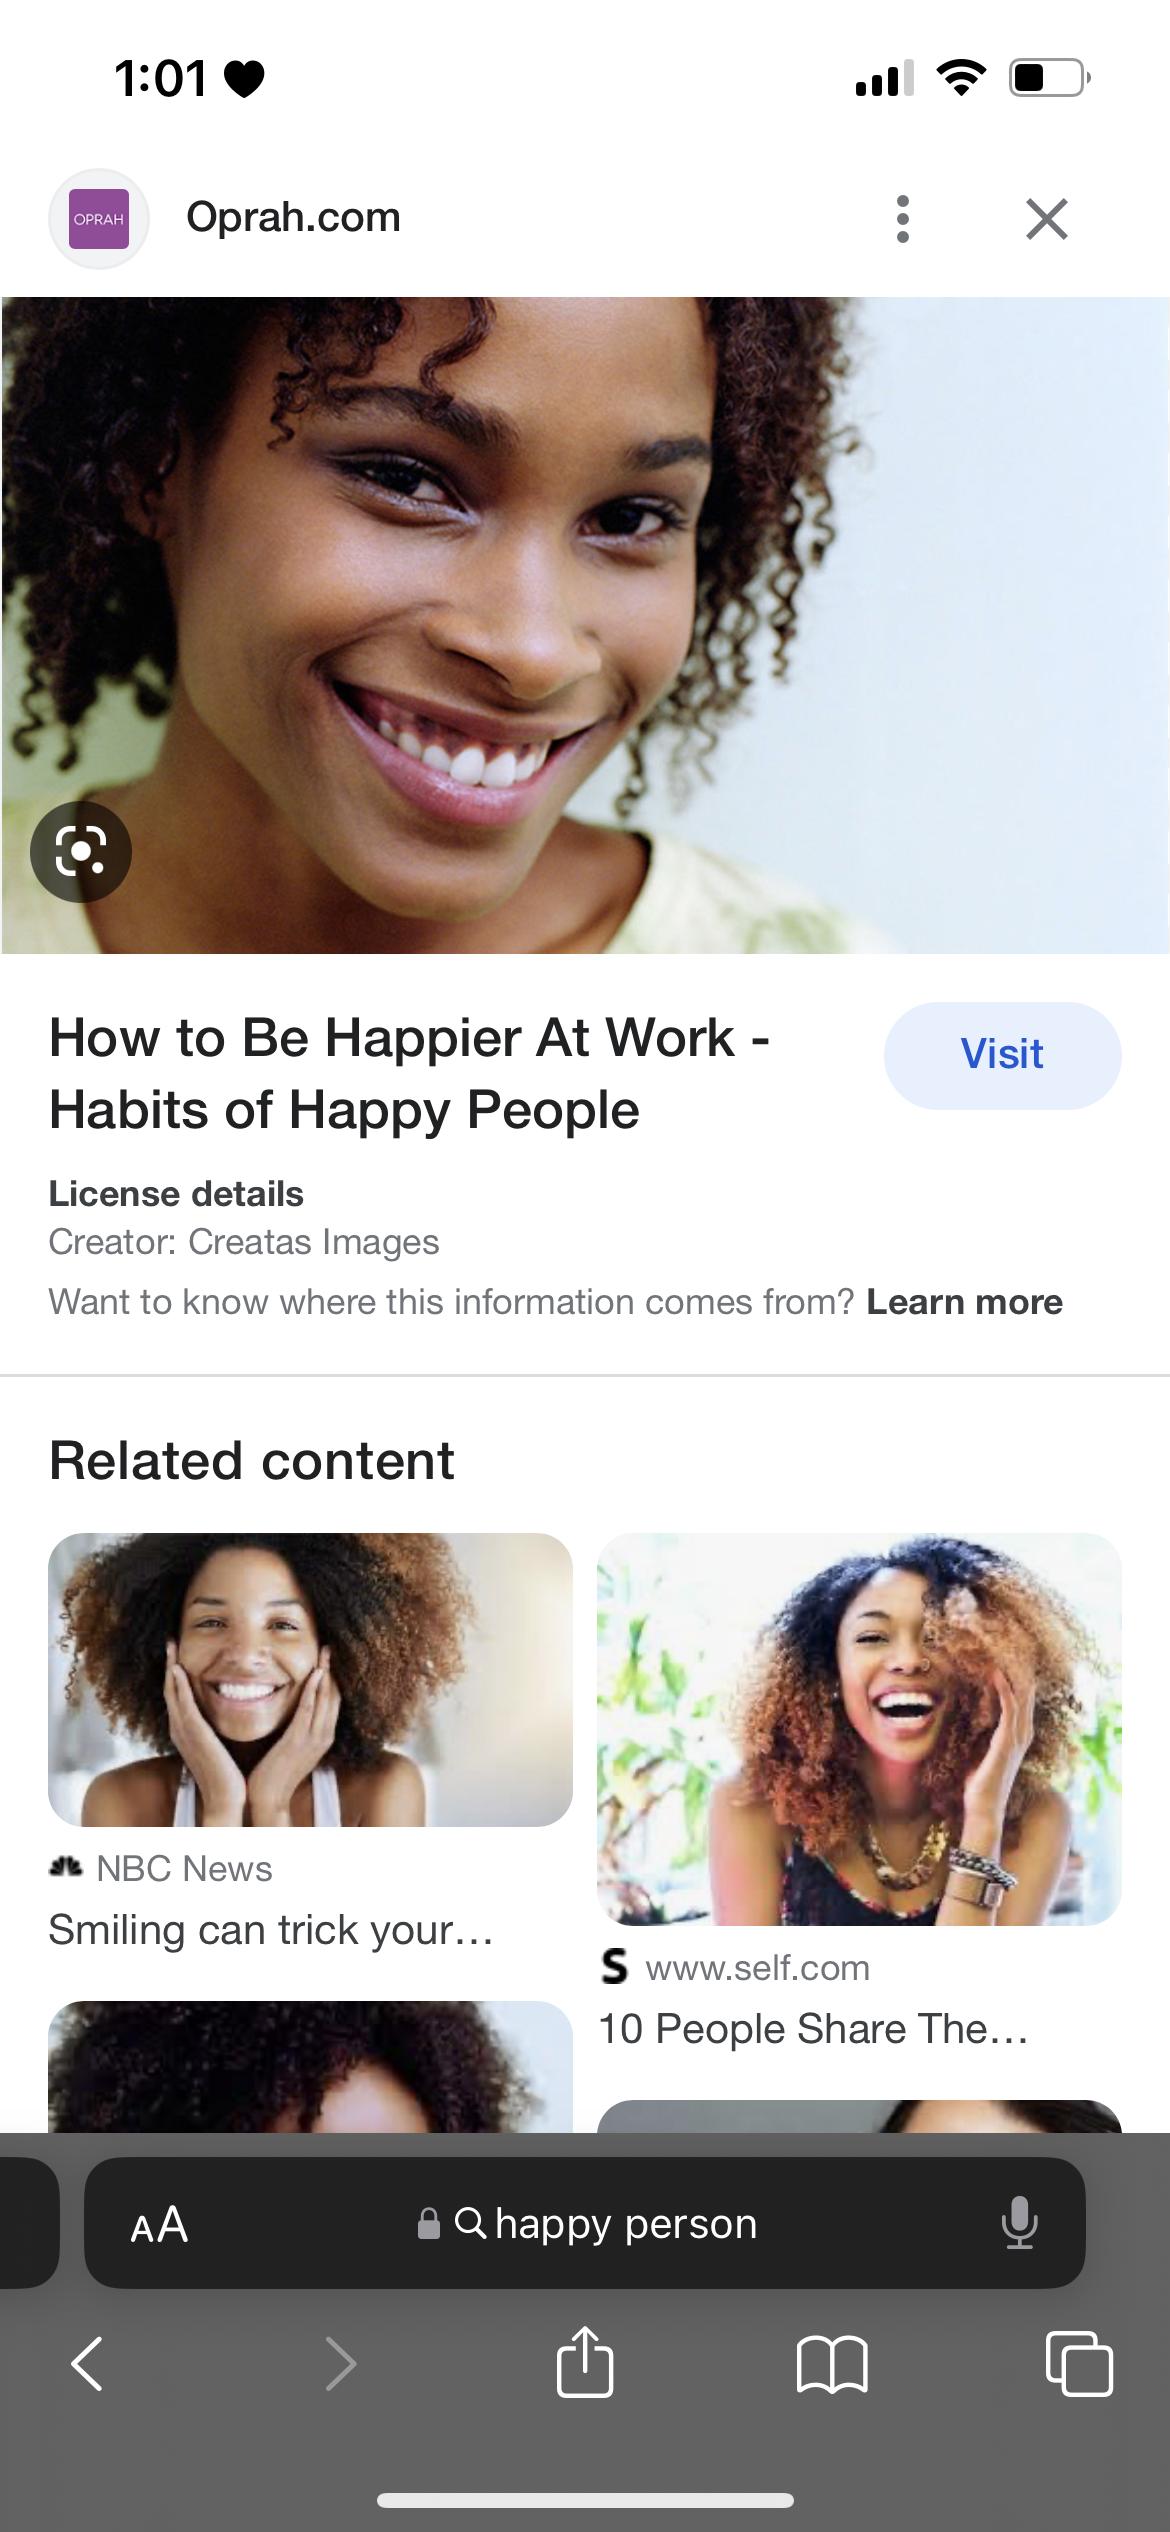 1:01
OPRAH
Oprah.com
How to Be Happier At Work -
Habits of Happy People
Visit
License details
Creator: Creatas Images
Want to know where this information comes from? Learn more
Related content
NBC News
Smiling can trick your...
S www.self.com
10 People Share The...
AA happy person